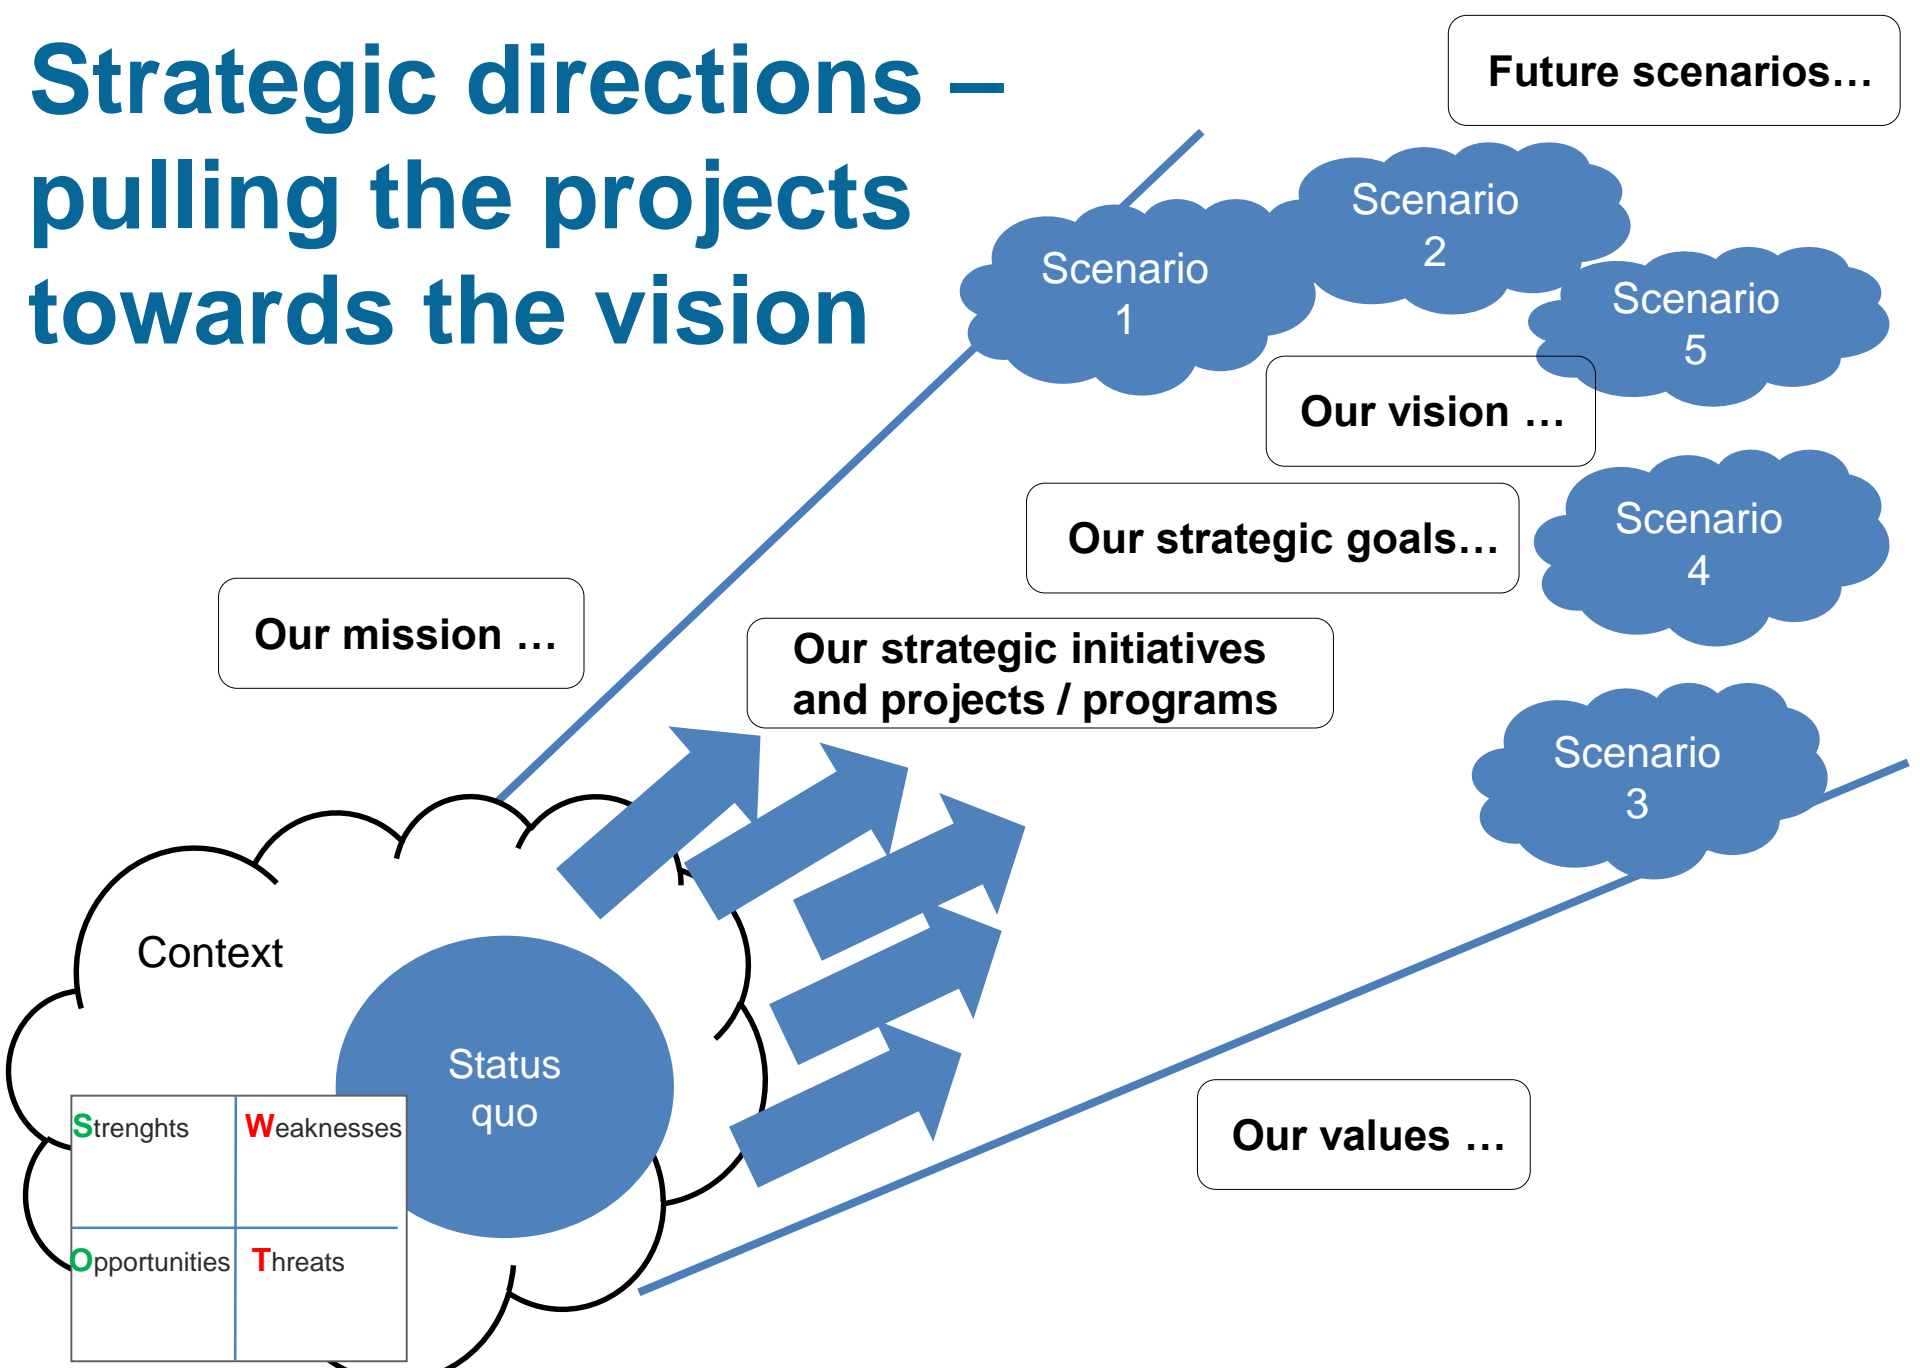 Strategic directions –
pulling the projects
towards the vision
Future scenarios…
Scenario
2
Scenario
1
Scenario
5
Our vision …
Our strategic goals…
Scenario
4
Our mission …
Our strategic initiatives
and projects / programs
Scenario
3
Context
Status
quo
Strenghts
Weaknesses
Opportunities
Threats
Our values …